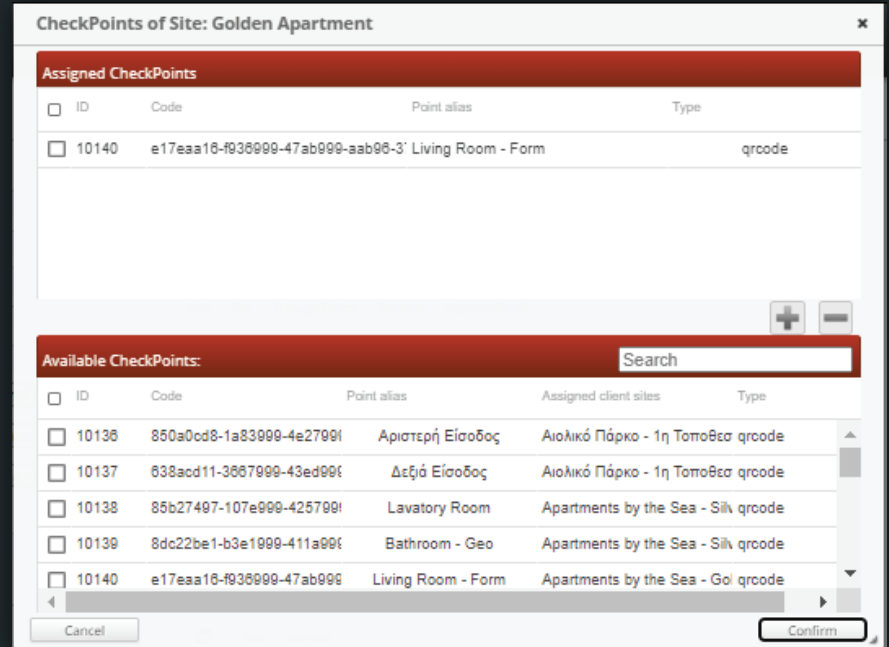 CheckPoints of Site: Golden Apartment
Assigned CheckPoints
ID Code Point alias Type
10140 e17eaa16-f936999-47ab999-aab96-3 Living Room - Form qrcode
Available CheckPoints: Search
ID Code Point alias Assigned client sites Type
10136 850a0cd8-1a83999-4e2799 Αριστερή Είσοδος Αιολικό Πάρκο - 1η Τοποθεσ qrcode
10137 638acd11-3667999-43ed999 Δεξιά Είσοδος Αιολικό Πάρκο - 1η Τοποθεσ qrcode
10138 85b27497-107e999-425799 Lavatory Room Apartments by the Sea - Silv qrcode
10139 8dc22be1-b3e1999-411a999 Bathroom - Geo Apartments by the Sea - Silv qrcode
10140 e17eaa16-f936999-47ab999 Living Room - Form Apartments by the Sea - Gol qrcode
Cancel Confirm